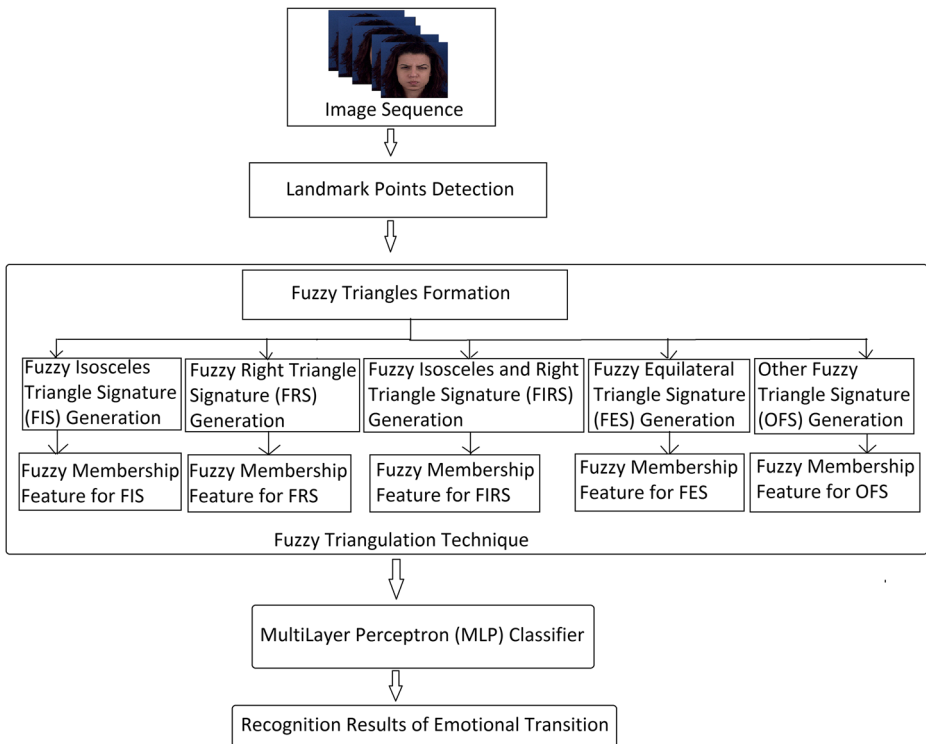 Image Sequence
Landmark Points Detection
Fuzzy Triangles Formation
Fuzzy Isosceles
Triangle Signature
(FIS) Generation
Fuzzy Right Triangle
Signature (FRS)
Generation
Fuzzy Isosceles and Right
Triangle Signature (FIRS)
Generation
Fuzzy Equilateral
Triangle Signature
(FES) Generation
Other Fuzzy
Triangle Signature
(OFS) Generation
Fuzzy Membership
Feature for FIS
Fuzzy Membership
Feature for FRS
Fuzzy Membership
Feature for FIRS
Fuzzy Membership
Feature for FES
Fuzzy Membership
Feature for OFS
Fuzzy Triangulation Technique
MultiLayer Perceptron (MLP) Classifier
Recognition Results of Emotional Transition